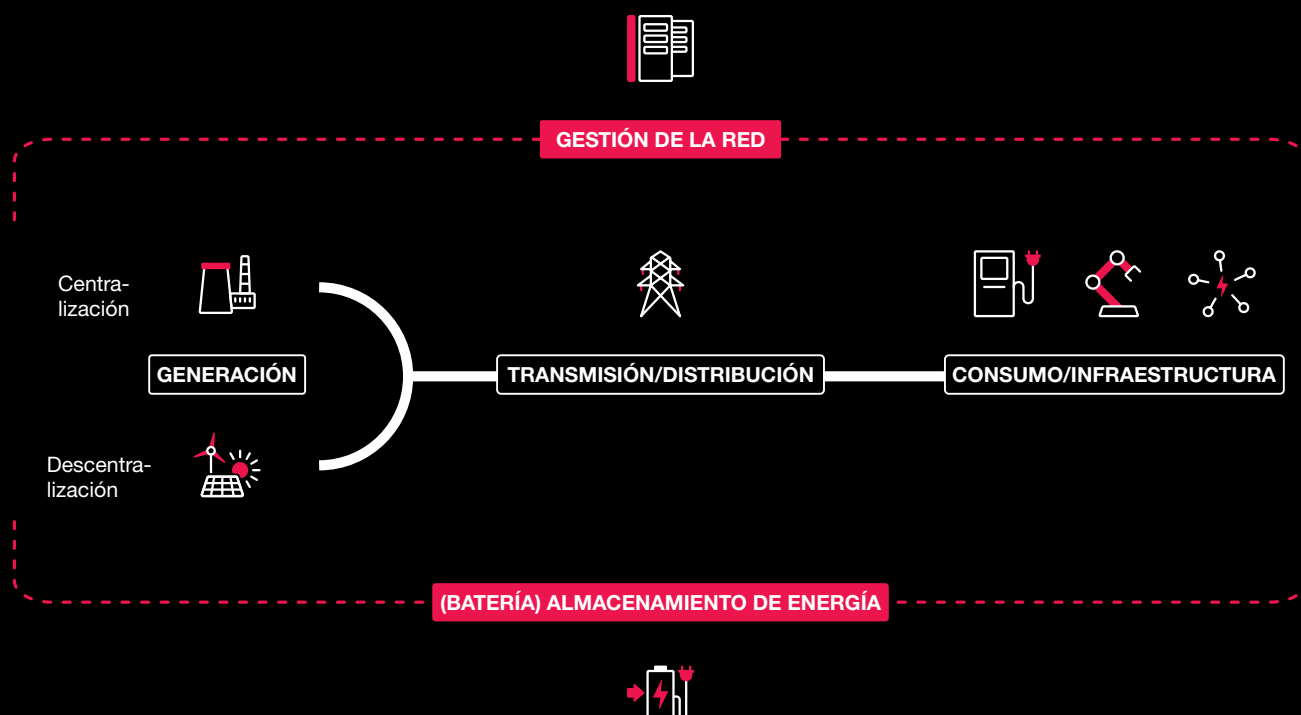 GESTIÓN DE LA RED
Centra-
lización
GENERACIÓN
TRANSMISIÓN/DISTRIBUCIÓN
CONSUMO/INFRAESTRUCTURA
Descentra-
lización
(BATERÍA) ALMACENAMIENTO DE ENERGÍA